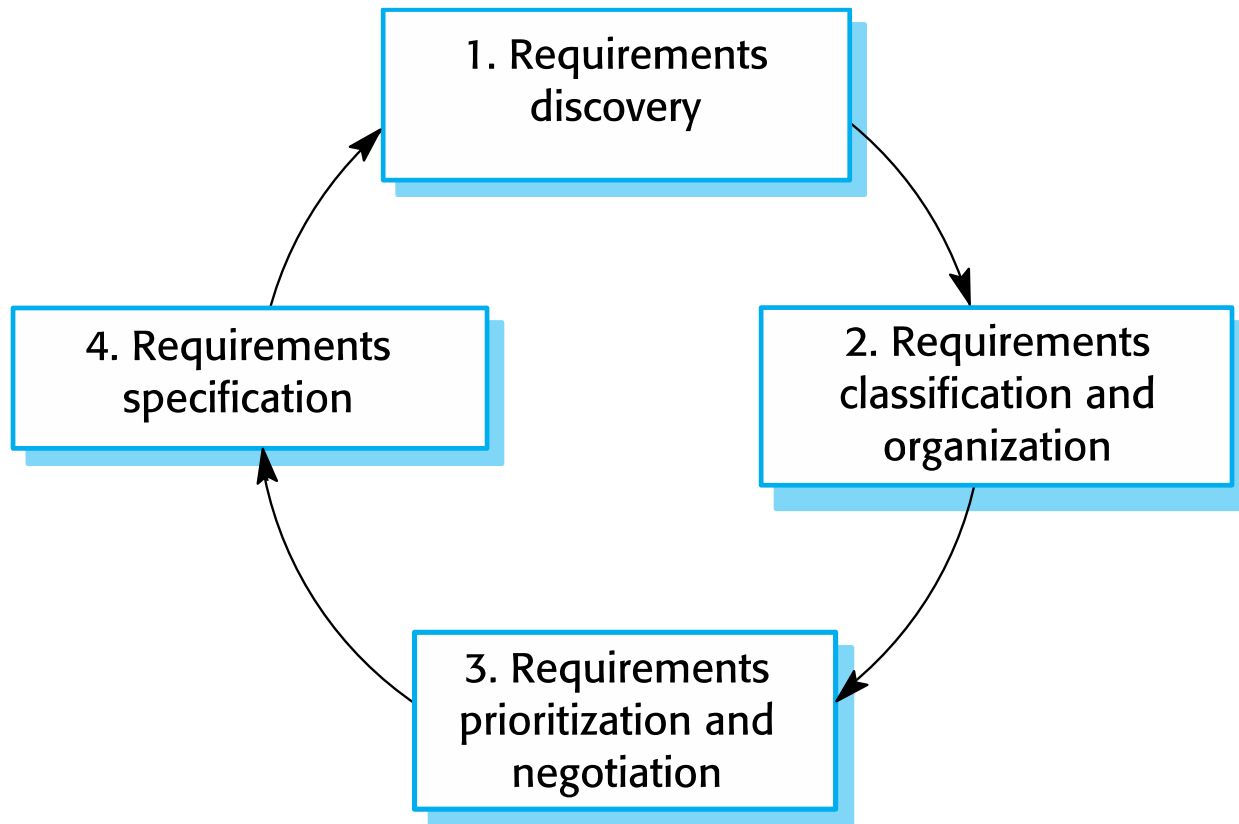 1. Requirements
discovery
2. Requirements
classification and
organization
3. Requirements
prioritization and
negotiation
4. Requirements
specification